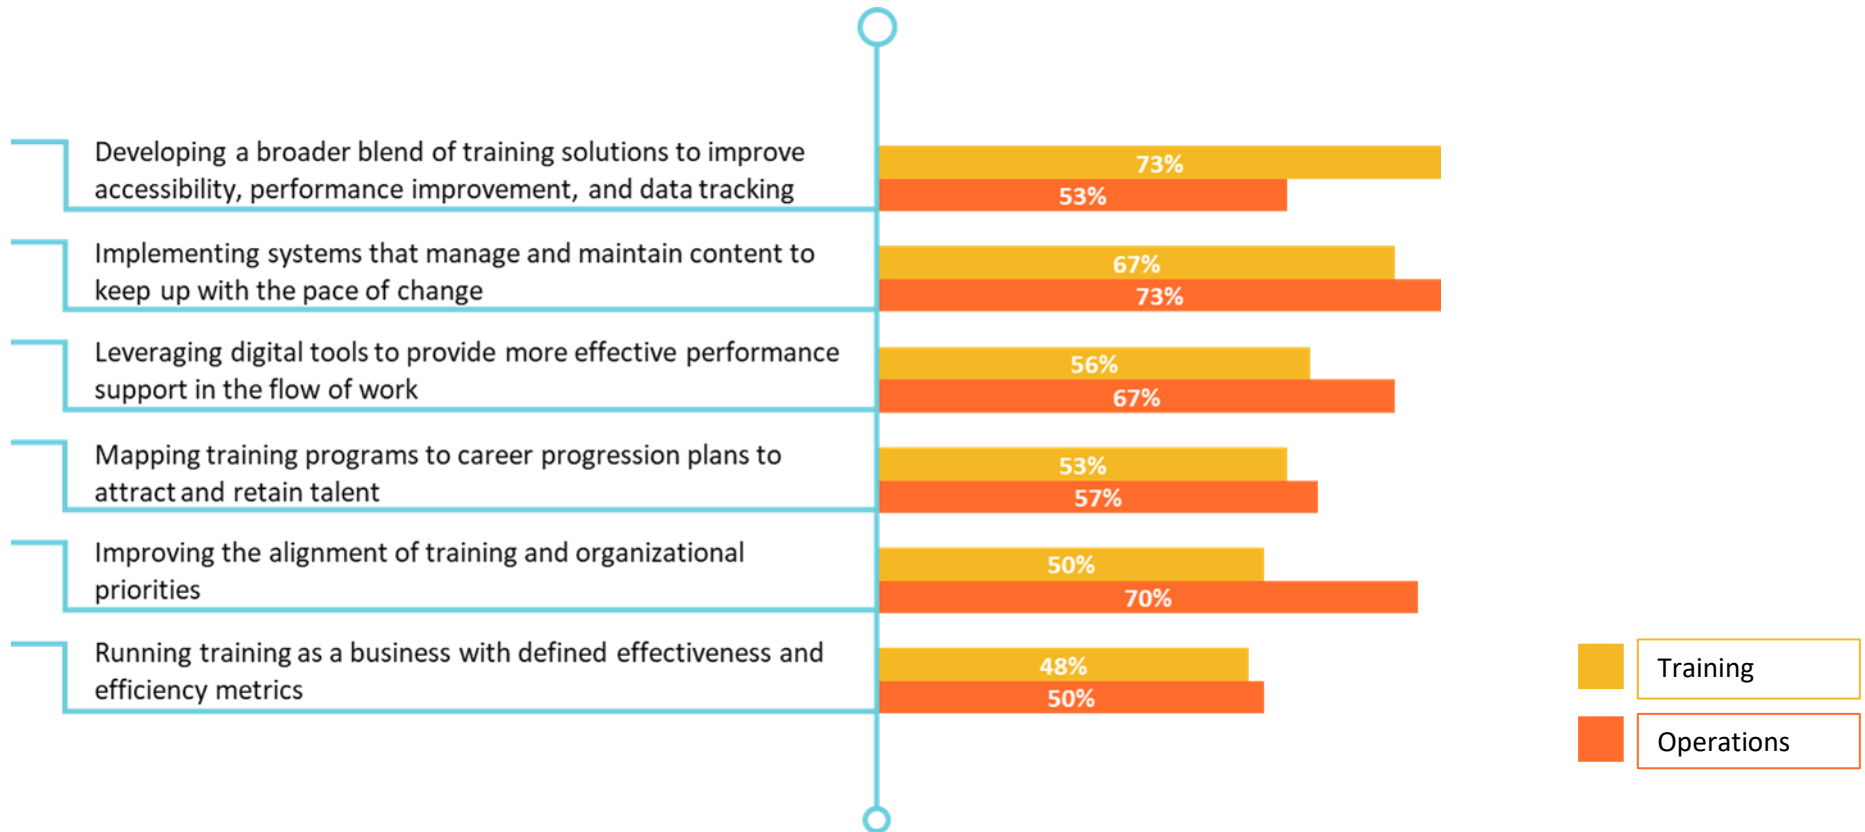 Developing a broader blend of training solutions to improve
accessibility, performance improvement, and data tracking
73%
53%
Implementing systems that manage and maintain content to
keep up with the pace of change
67%
73%
Leveraging digital tools to provide more effective performance
support in the flow of work
56%
67%
Mapping training programs to career progression plans to
attract and retain talent
53%
57%
Improving the alignment of training and organizational
priorities
50%
70%
Running training as a business with defined effectiveness and
efficiency metrics
48%
50%
Training
Operations